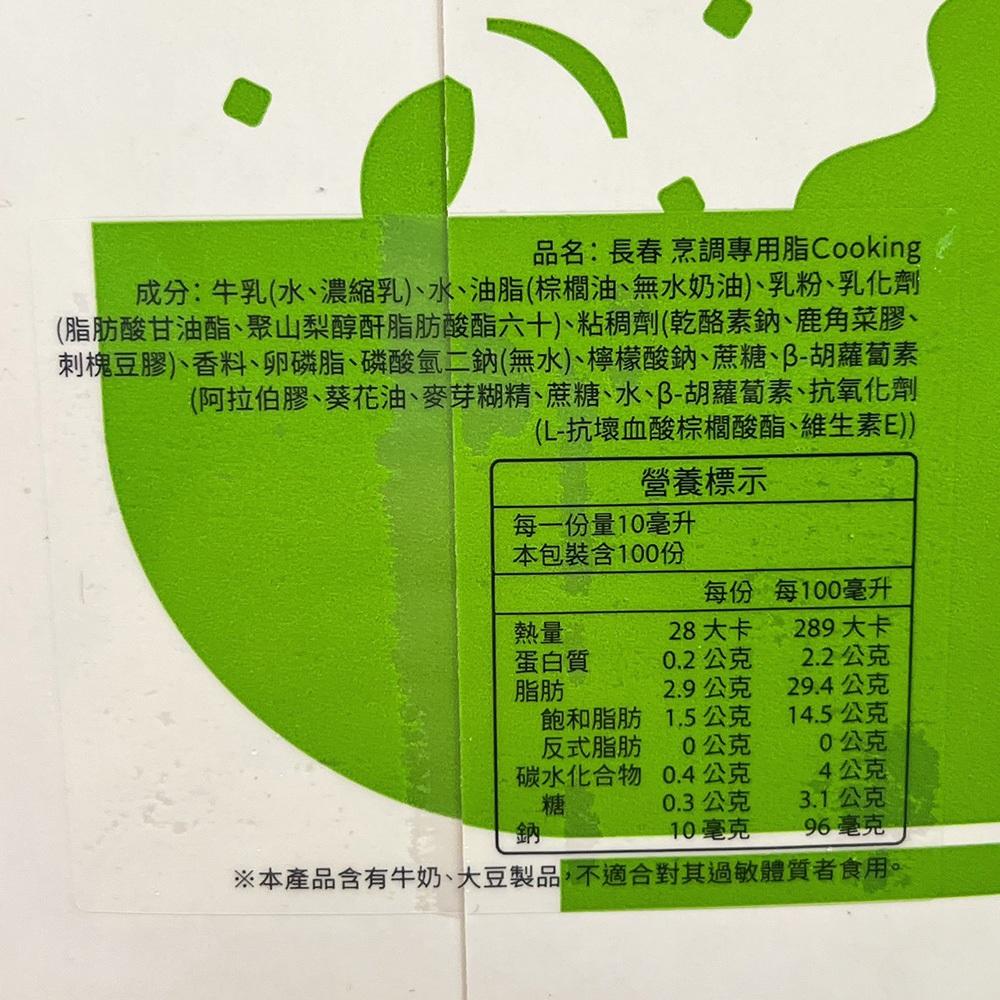 品名：長春 烹調專用脂Cooking
成分：牛乳(水、濃縮乳)、水、油脂(棕櫚油、無水奶油)、乳粉、乳化劑
(脂肪酸甘油酯、聚山梨醇酐脂肪酸酯六十)、粘稠劑(乾酪素鈉、鹿角菜膠、
刺槐豆膠)、香料、卵磷脂、磷酸氫二鈉(無水)、檸檬酸鈉、蔗糖、β-胡蘿蔔素
(阿拉伯膠、葵花油、麥芽糊精、蔗糖、水、β-胡蘿蔔素、抗氧化劑
(L-抗壞血酸棕櫚酸酯、維生素E))
營養標示
每一份量10毫升
本包裝含100份
每份 每100毫升
熱量 28 大卡 289 大卡
蛋白質 0.2 公克 2.2 公克
脂肪 2.9 公克 29.4 公克
飽和脂肪 1.5 公克 14.5 公克
反式脂肪 0 公克 0 公克
碳水化合物 0.4 公克 4 公克
糖 0.3 公克 3.1 公克
鈉 10 毫克 96 毫克
※本產品含有牛奶、大豆製品，不適合對其過敏體質者食用。